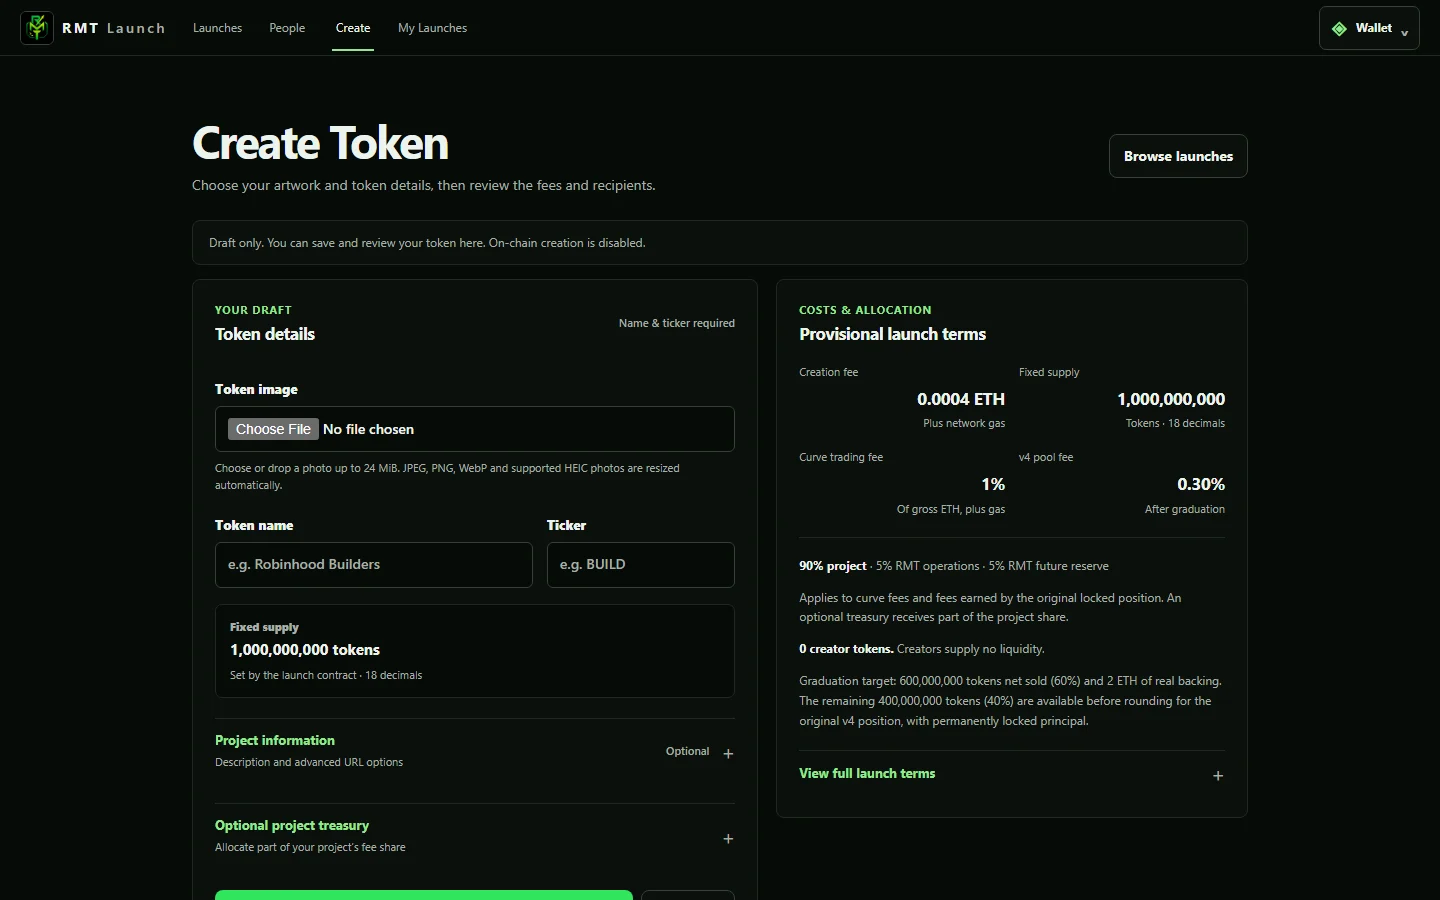 RMT Launch
Launches
People
Create
My Launches
Wallet
Create Token
Choose your artwork and token details, then review the fees and recipients.
Browse launches
Draft only. You can save and review your token here. On-chain creation is disabled.
YOUR DRAFT
Token details
Name & ticker required
Token image
Choose File No file chosen
Choose or drop a photo up to 24 MiB. JPEG, PNG, WebP and supported HEIC photos are resized
automatically.
Token name
Ticker
e.g. Robinhood Builders
e.g. BUILD
Fixed supply
1,000,000,000 tokens
Set by the launch contract · 18 decimals
Project information
Description and advanced URL options
Optional
Optional project treasury
Allocate part of your project's fee share
COSTS & ALLOCATION
Provisional launch terms
Creation fee
0.0004 ETH
Plus network gas
Fixed supply
1,000,000,000
Tokens · 18 decimals
Curve trading fee
1%
Of gross ETH, plus gas
v4 pool fee
0.30%
After graduation
90% project · 5% RMT operations · 5% RMT future reserve
Applies to curve fees and fees earned by the original locked position. An
optional treasury receives part of the project share.
0 creator tokens. Creators supply no liquidity.
Graduation target: 600,000,000 tokens net sold (60%) and 2 ETH of real backing.
The remaining 400,000,000 tokens (40%) are available before rounding for the
original v4 position, with permanently locked principal.
View full launch terms